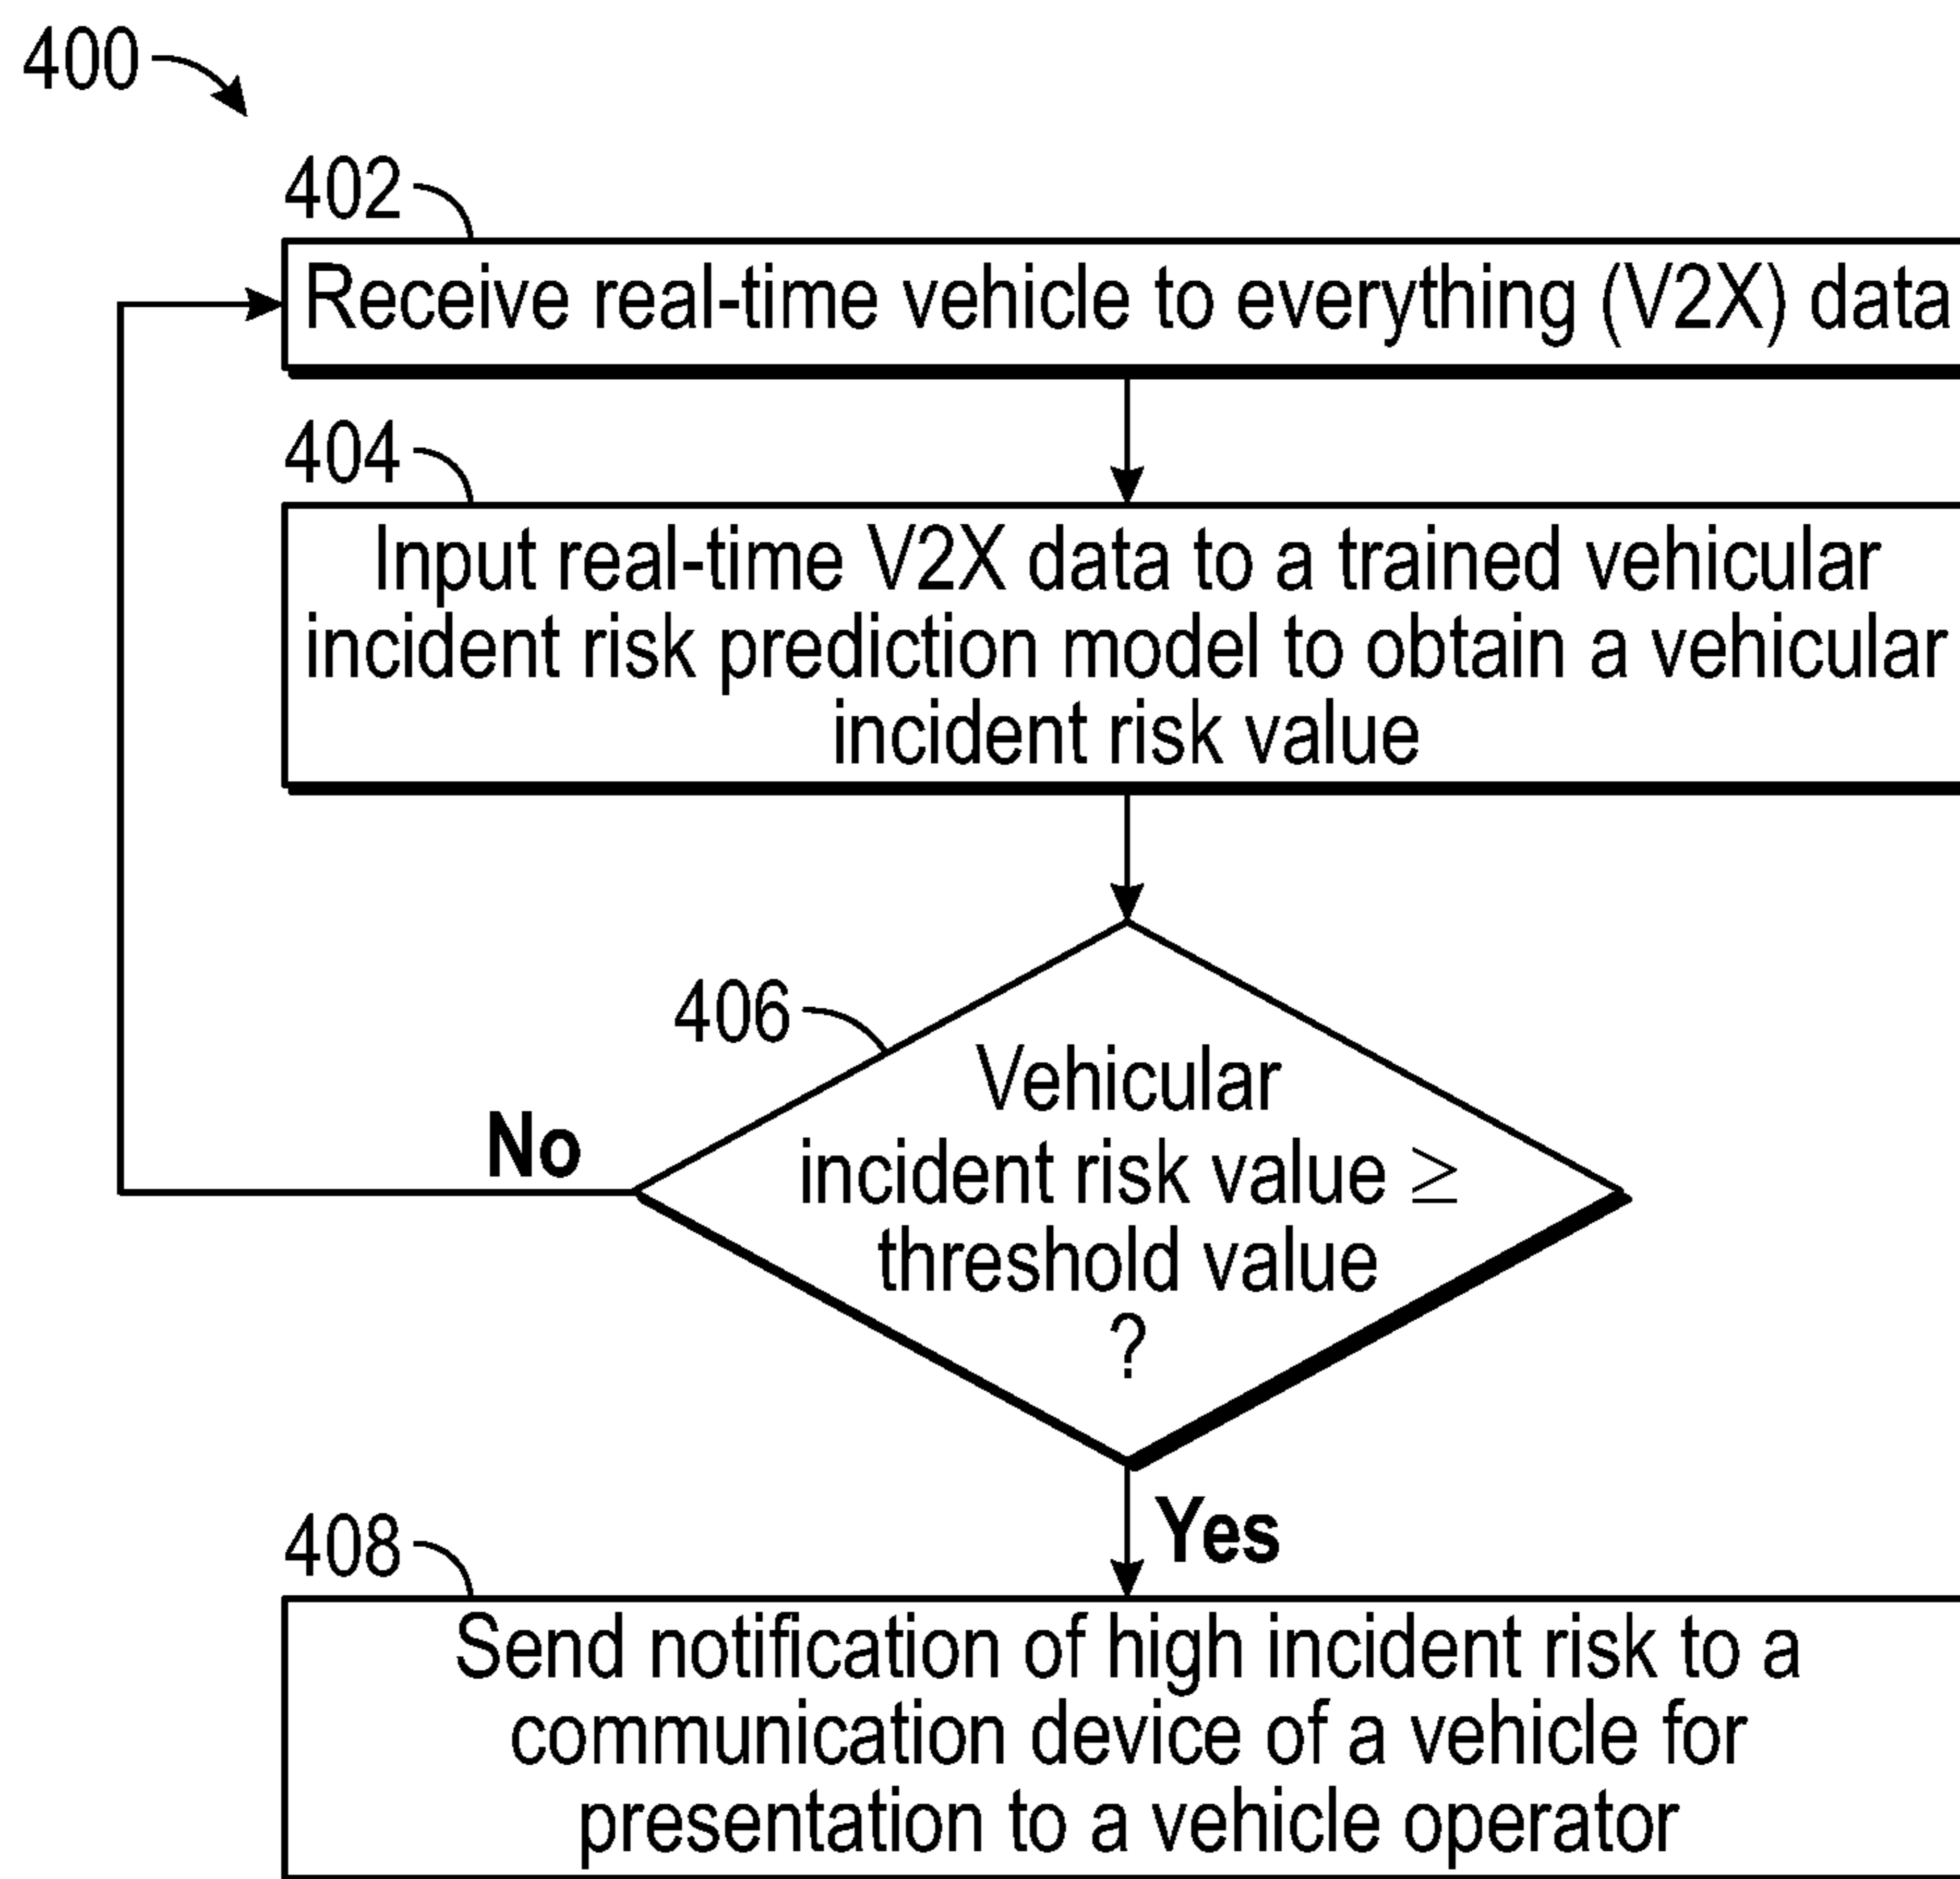 400
402
Receive real-time vehicle to everything (V2X) data
404
Input real-time V2X data to a trained vehicular
incident risk prediction model to obtain a vehicular
incident risk value
406
Vehicular
incident risk value ≥
threshold value
?
No
Yes
408
Send notification of high incident risk to a
communication device of a vehicle for
presentation to a vehicle operator